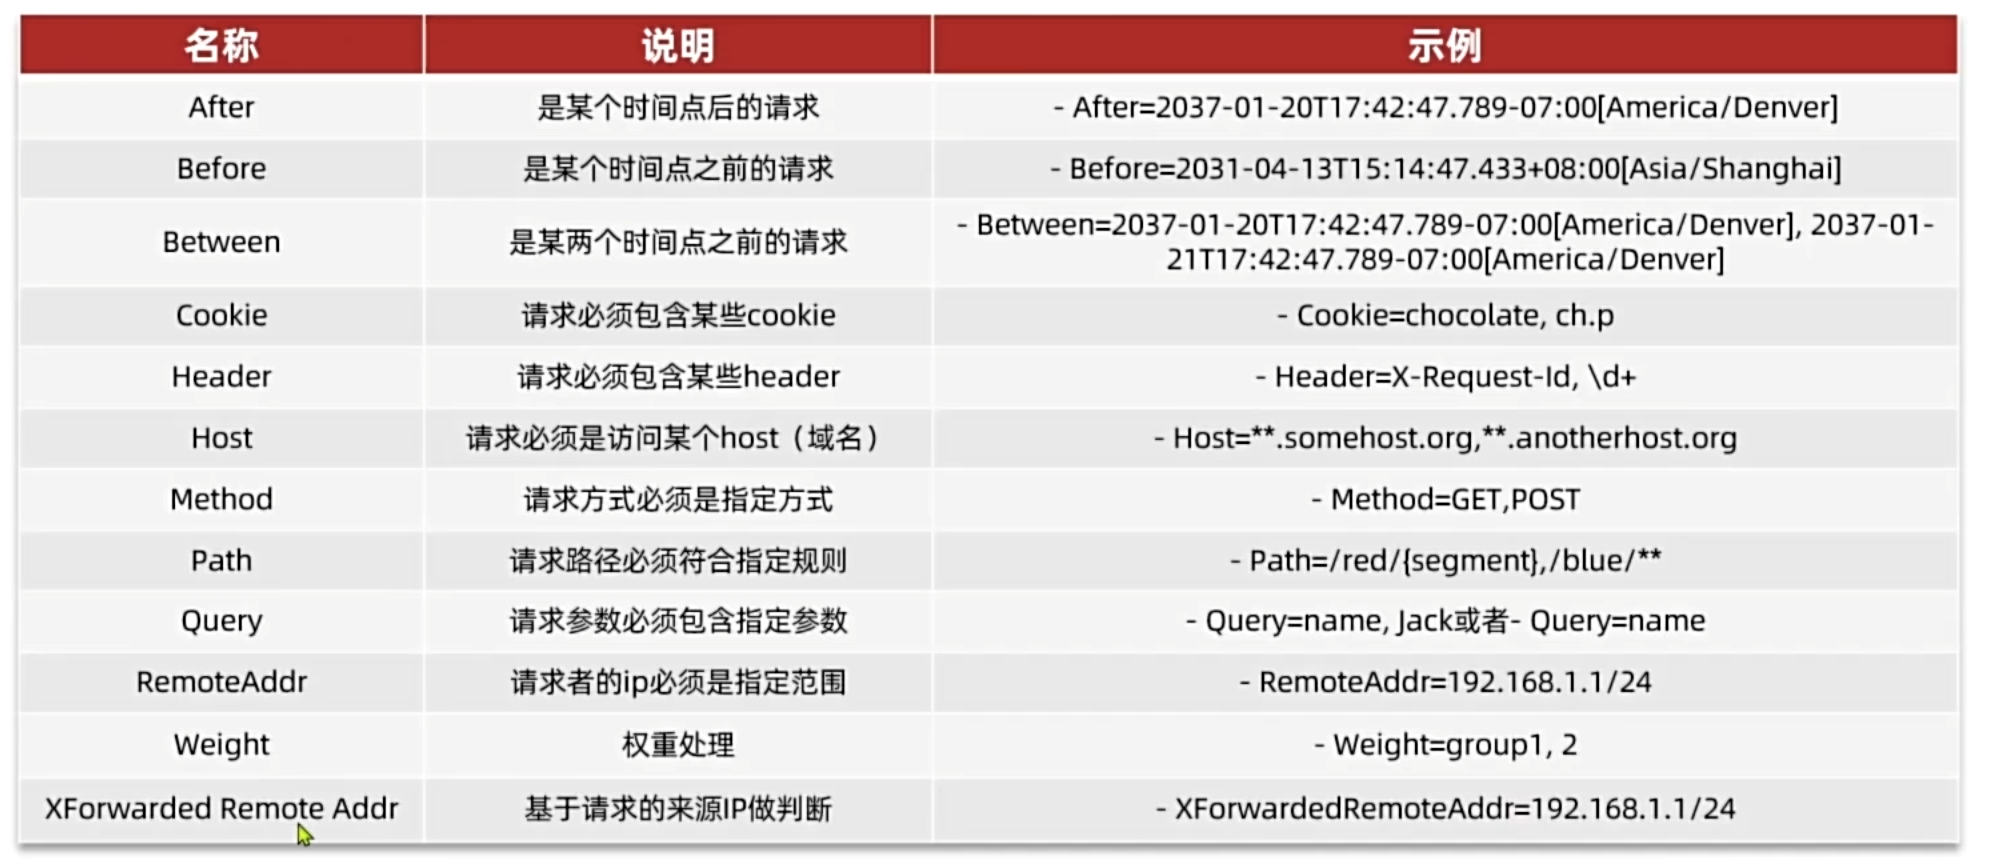 名称 说明 示例
After 是某个时间点后的请求 - After=2037-01-20T17:42:47.789-07:00[America/Denver]
Before 是某个时间点之前的请求 - Before=2031-04-13T15:14:47.433+08:00[Asia/Shanghai]
Between 是某两个时间点之前的请求 - Between=2037-01-20T17:42:47.789-07:00[America/Denver], 2037-01-
21T17:42:47.789-07:00[America/Denver]
Cookie 请求必须包含某些cookie - Cookie=chocolate, ch.p
Header 请求必须包含某些header - Header=X-Request-Id, \d+
Host 请求必须是访问某个host（域名） - Host=**.somehost.org,**.anotherhost.org
Method 请求方式必须是指定方式 - Method=GET,POST
Path 请求路径必须符合指定规则 - Path=/red/{segment},/blue/**
Query 请求参数必须包含指定参数 - Query=name, Jack或者- Query=name
RemoteAddr 请求者的ip必须是指定范围 - RemoteAddr=192.168.1.1/24
Weight 权重处理 - Weight=group1, 2
XForwarded Remote Addr 基于请求的来源IP做判断 - XForwardedRemoteAddr=192.168.1.1/24